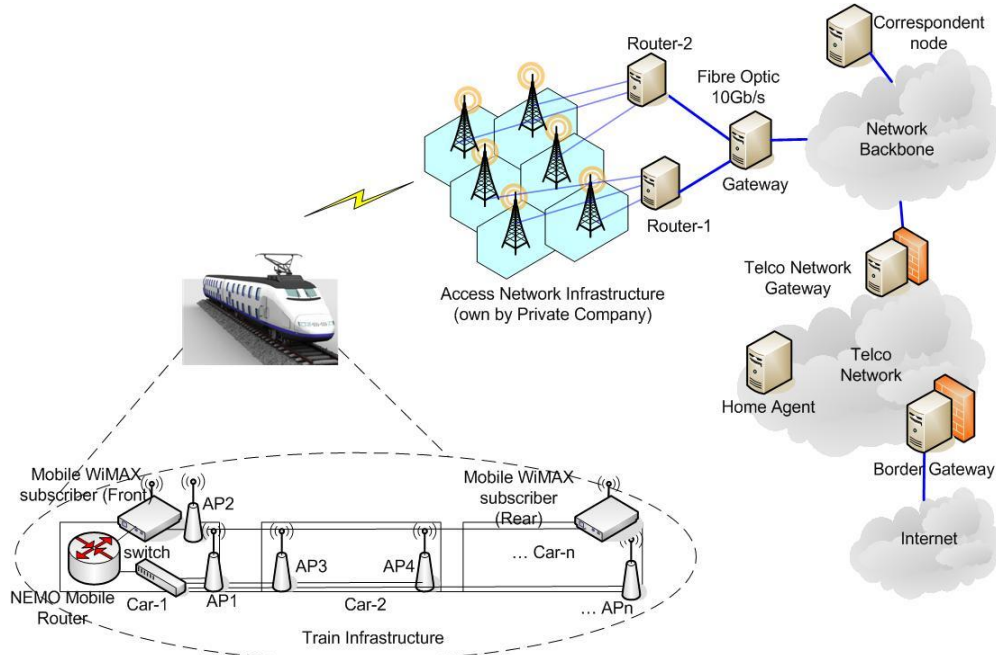 Correspondent
node
Router-2
Fibre Optic
10Gb/s
Network
Backbone
Gateway
Router-1
Telco Network
Gateway
Access Network Infrastructure
(own by Private Company)
Telco
Network
Home Agent
Border Gateway
Internet
Mobile WiMAX
subscriber (Front)
AP2
Mobile WiMAX
subscriber
(Rear)
switch
AP3
AP4
... Car-n
NEMO Mobile
Router
Car-1
AP1
Car-2
... APn
Train Infrastructure